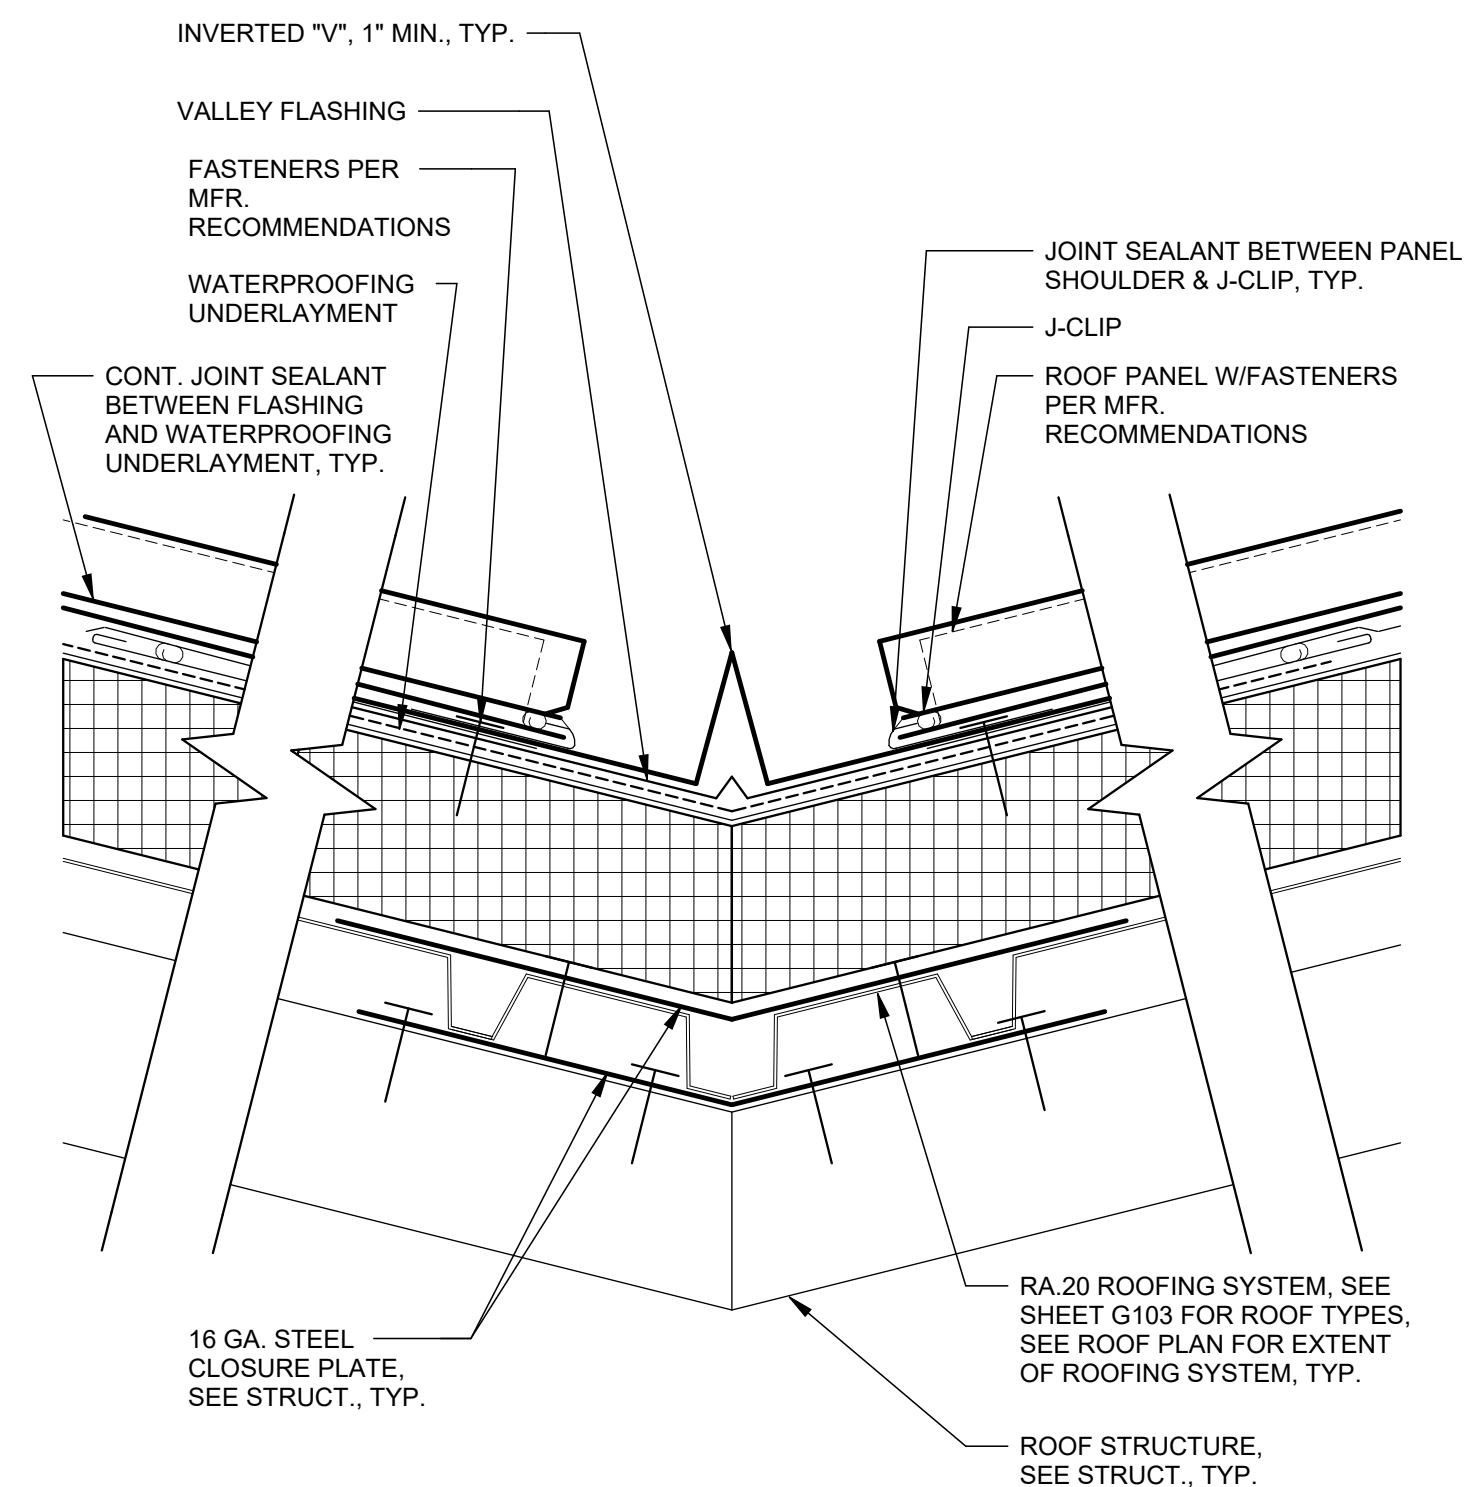 INVERTED "V", 1" MIN., TYP.
VALLEY FLASHING
FASTENERS PER
MFR.
RECOMMENDATIONS
WATERPROOFING
UNDERLAYMENT
CONT. JOINT SEALANT
BETWEEN FLASHING
AND WATERPROOFING
UNDERLAYMENT, TYP.
JOINT SEALANT BETWEEN PANEL
SHOULDER & J-CLIP, TYP.
J-CLIP
ROOF PANEL W/FASTENERS
PER MFR.
RECOMMENDATIONS
16 GA. STEEL
CLOSURE PLATE,
SEE STRUCT., TYP.
RA.20 ROOFING SYSTEM, SEE
SHEET G103 FOR ROOF TYPES,
SEE ROOF PLAN FOR EXTENT
OF ROOFING SYSTEM, TYP.
ROOF STRUCTURE,
SEE STRUCT., TYP.